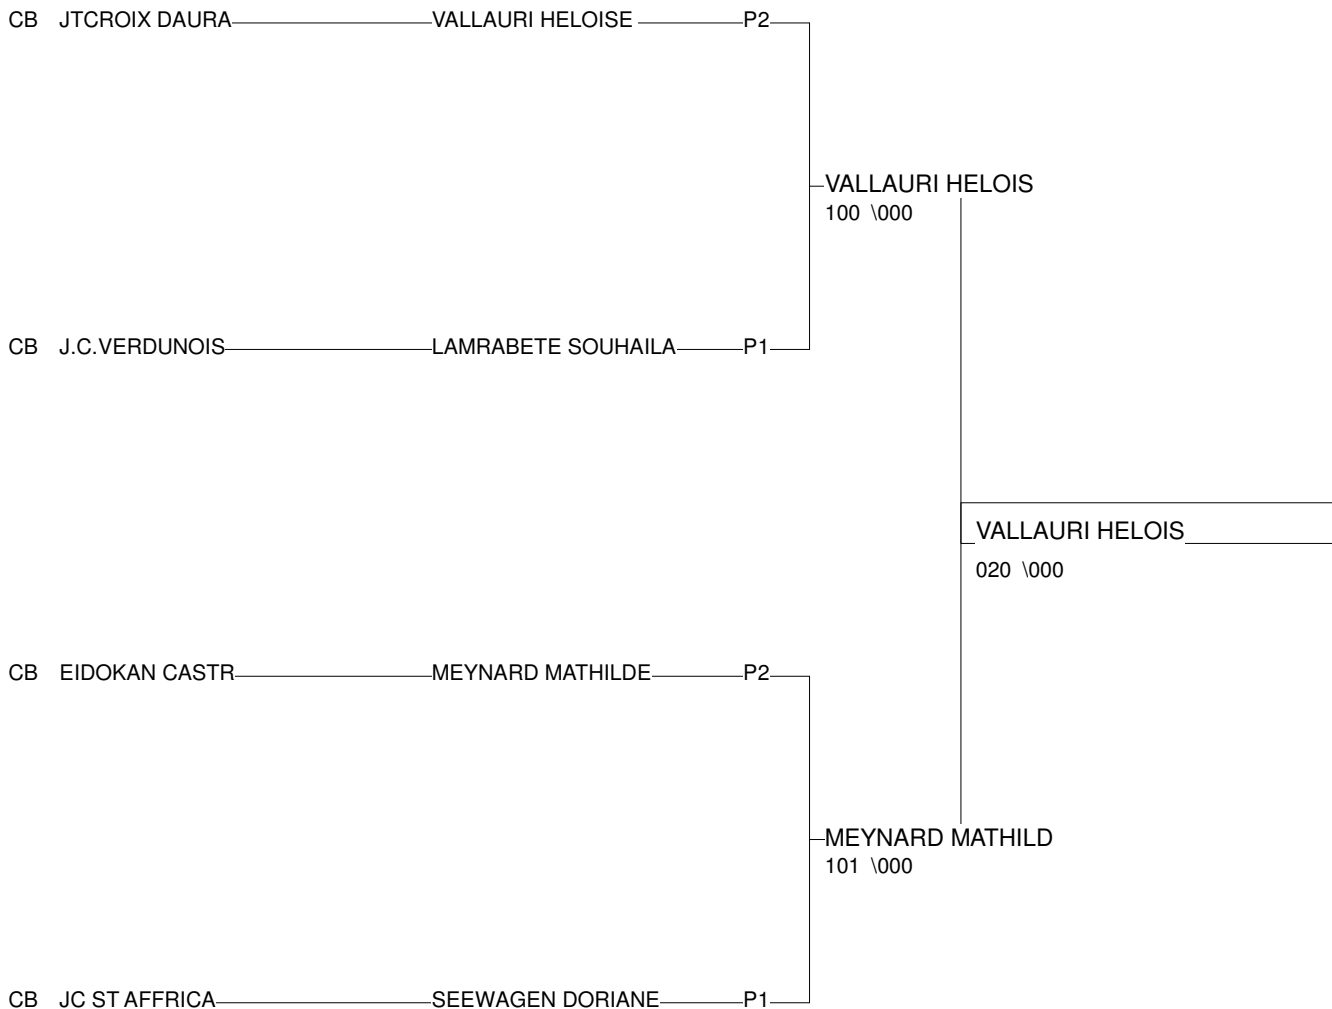 CB JTCROIX DAURA VALLAURI HELOISE P2
VALLAURI HELOIS
100 \000
CB J.C.VERDUNOIS LAMRABETE SOUHAILA P1
VALLAURI HELOIS
020 \000
CB EIDOKAN CASTR MEYNARD MATHILDE P2
MEYNARD MATHILD
101 \000
CB JC ST AFFRICA SEEWAGEN DORIANE P1